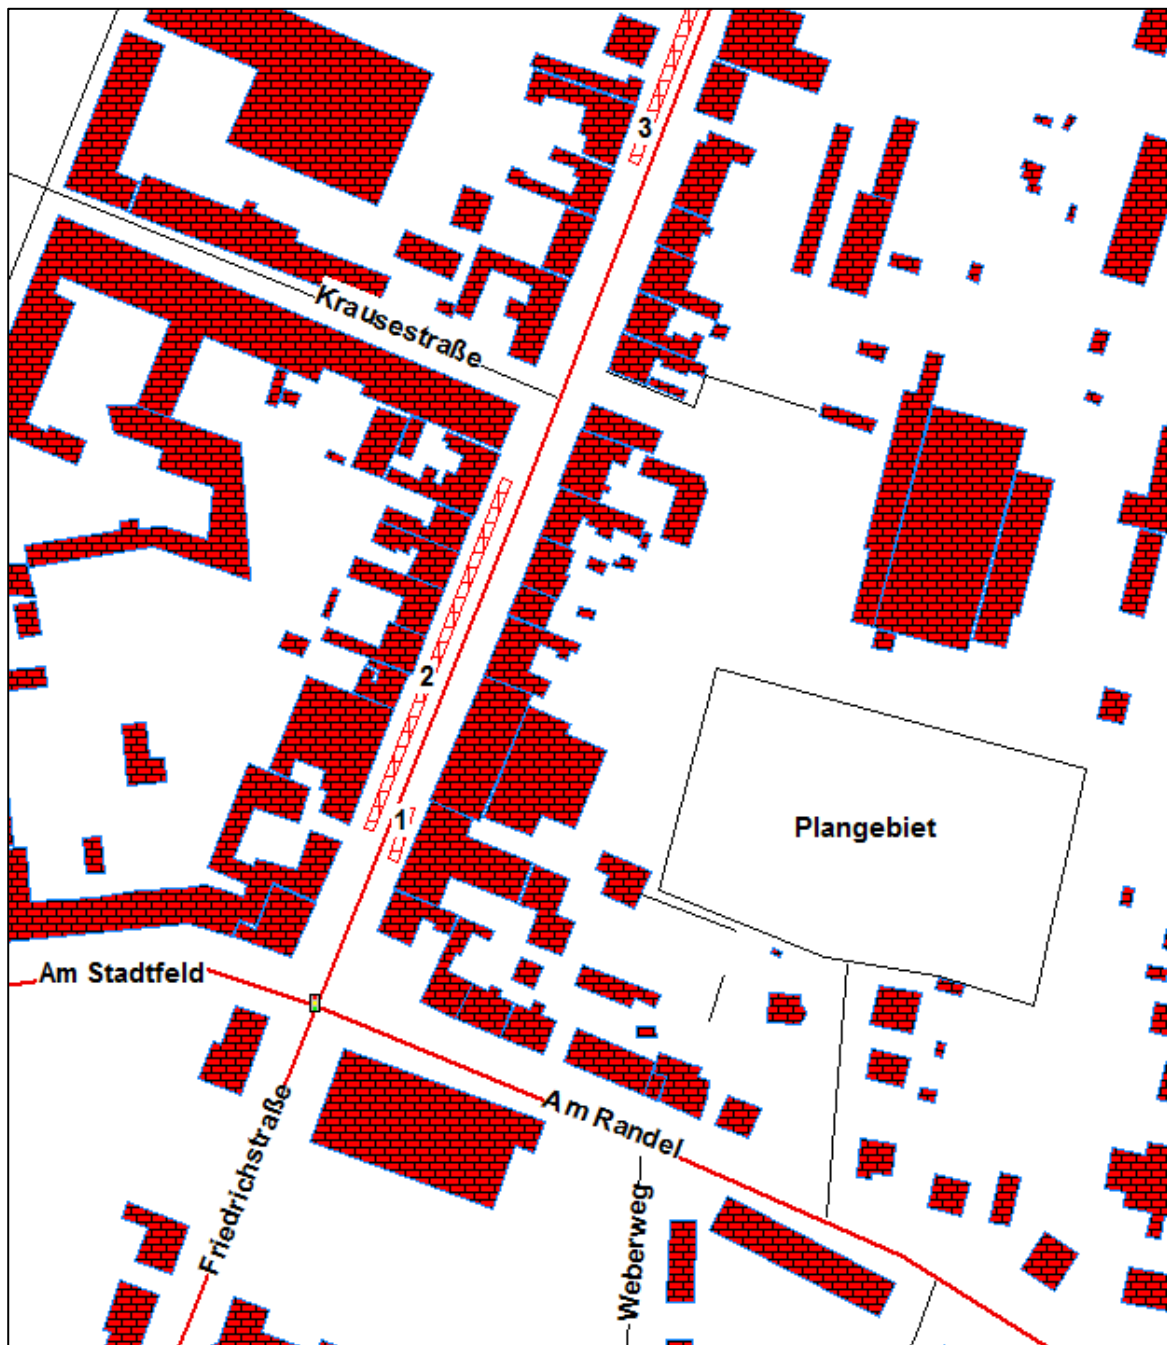 3
Krausestraße
2
1
Plangebiet
Am Stadtfeld
Friedrichstraße
Am Randel
Weberweg